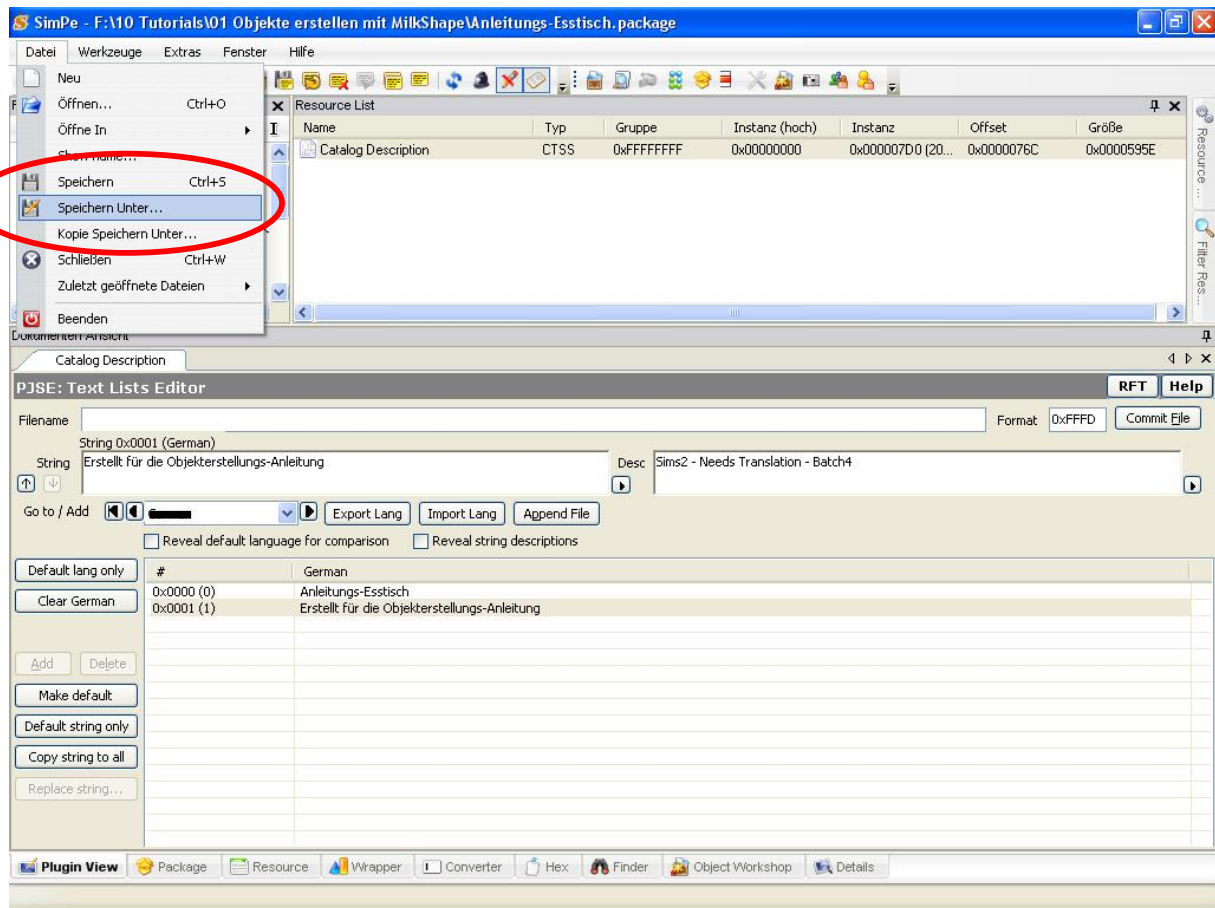 SimPe - F:\10 Tutorials\01 Objekte erstellen mit MilkShape\Anleitungs-Esstisch.package
Datei Werkzeuge Extras Fenster Hilfe
Neu
Öffnen... Ctrl+O
Öffne In
Speichern Ctrl+S
Speichern Unter...
Kopie Speichern Unter...
Schließen Ctrl+W
Zuletzt geöffnete Dateien
Beenden
Resource List
Name Typ Gruppe Instanz (hoch) Instanz Offset Größe
Catalog Description CTSS 0xFFFFFFFF 0x00000000 0x000007D0 (20... 0x0000076C 0x0000595E
Resource ...
Filter Res...
Dokumenten Ansicht
Catalog Description
PJSE: Text Lists Editor RFT Help
Filename Format 0xFFFD Commit File
String 0x0001 (German)
String Erstellt für die Objekterstellungs-Anleitung Desc Sims2 - Needs Translation - Batch4
Go to / Add Export Lang Import Lang Append File
Reveal default language for comparison Reveal string descriptions
Default lang only # German
0x0000 (0) Anleitungs-Esstisch
Clear German 0x0001 (1) Erstellt für die Objekterstellungs-Anleitung
Add Delete
Make default
Default string only
Copy string to all
Replace string...
Plugin View Package Resource Wrapper Converter Hex Finder Object Workshop Details